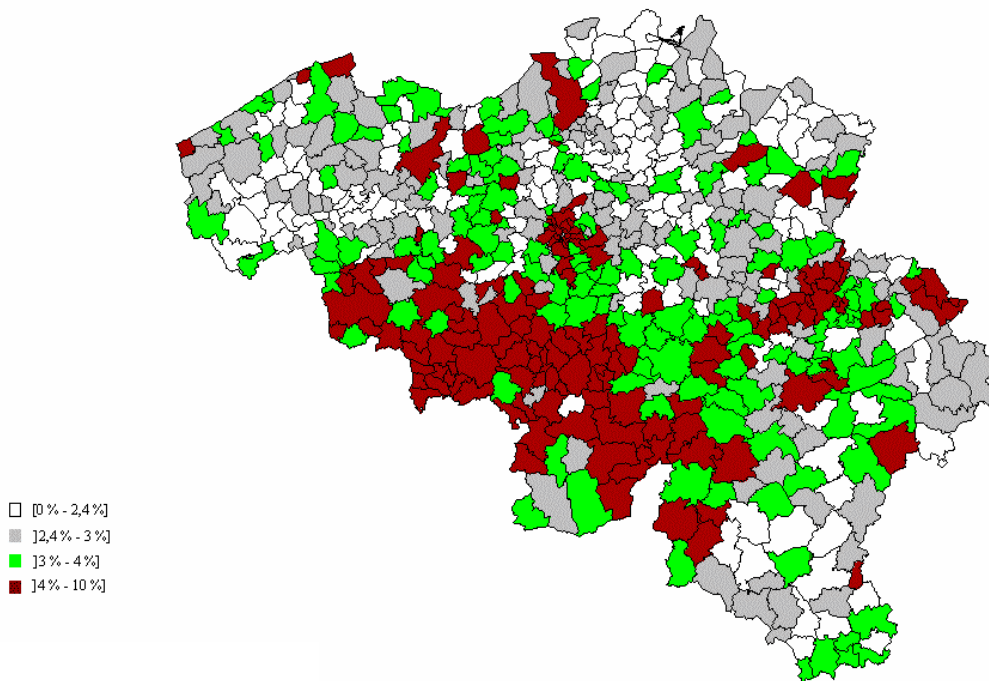 [0 % - 2,4 %]
]2,4 % - 3 %]
]3 % - 4 %]
]4 % - 10 %]